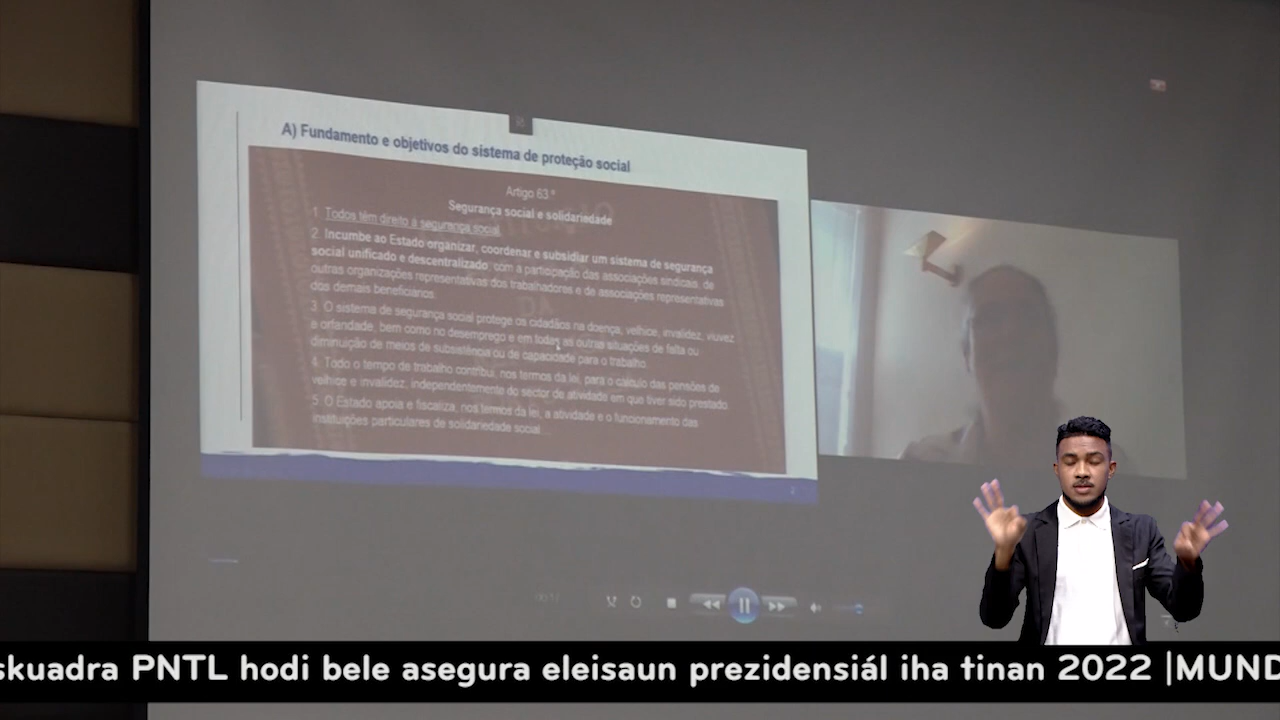 A) Fundamento e objetivos do sistema de proteção social
Artigo 63.º
Segurança social e solidariedade
1. Todos têm direito à segurança social.
2. Incumbe ao Estado organizar, coordenar e subsidiar um sistema de segurança
social unificado e descentralizado, com a participação das associações sindicais, de
outras organizações representativas dos trabalhadores e de associações representativas
dos demais beneficiários.
3. O sistema de segurança social protege os cidadãos na doença, velhice, invalidez, viuvez
e orfandade, bem como no desemprego e em todas as outras situações de falta ou
diminuição de meios de subsistência ou de capacidade para o trabalho.
4. Todo o tempo de trabalho contribui, nos termos da lei, para o cálculo das pensões de
velhice e invalidez, independentemente do sector de atividade em que tiver sido prestado.
5. O Estado apoia e fiscaliza, nos termos da lei, a atividade e o funcionamento das
instituições particulares de solidariedade social...
skuadra PNTL hodi bele asegura eleisaun prezidensiál iha tinan 2022 |MUND